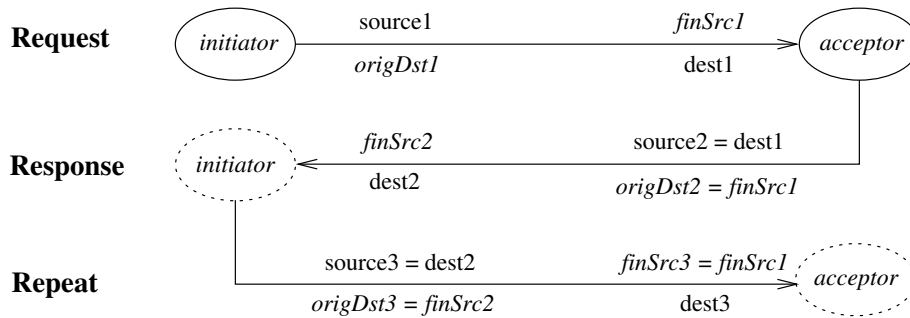 Request
initiator
source1
finSrc1
origDst1
dest1
acceptor
Response
initiator
finSrc2
source2 = dest1
dest2
origDst2 = finSrc1
Repeat
source3 = dest2
finSrc3 = finSrc1
origDst3 = finSrc2
dest3
acceptor